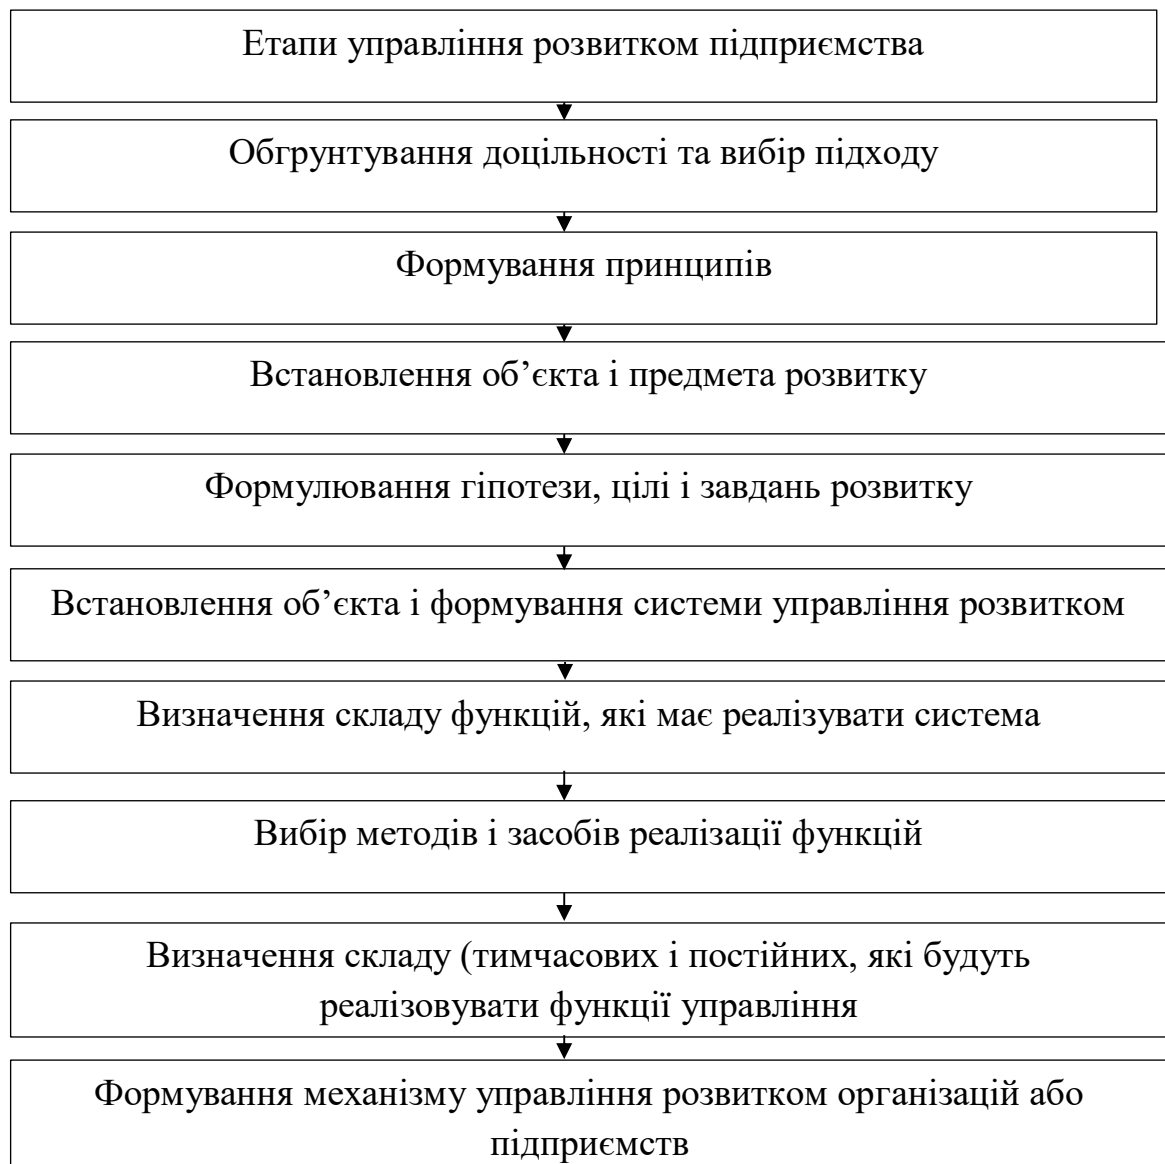 Етапи управління розвитком підприємства
Обгрунтування доцільності та вибір підходу
Формування принципів
Встановлення об’єкта і предмета розвитку
Формулювання гіпотези, цілі і завдань розвитку
Встановлення об’єкта і формування системи управління розвитком
Визначення складу функцій, які має реалізувати система
Вибір методів і засобів реалізації функцій
Визначення складу (тимчасових і постійних, які будуть
реалізовувати функції управління
Формування механізму управління розвитком організацій або
підприємств